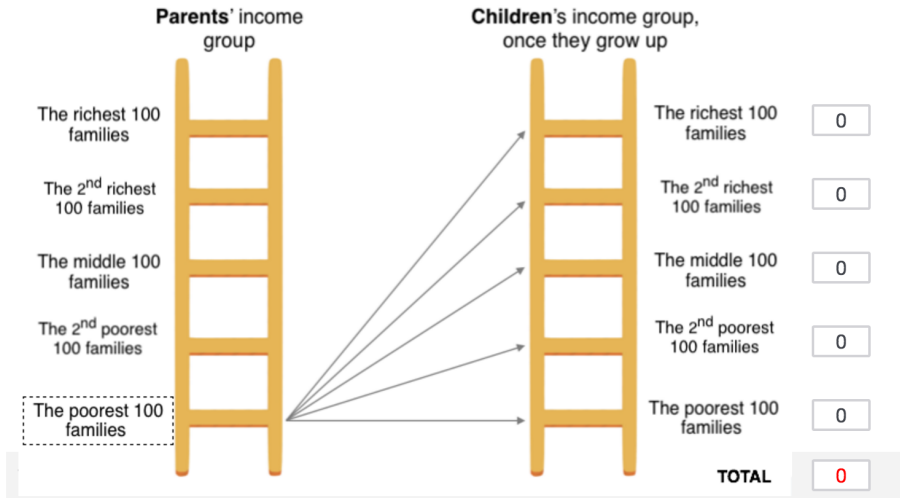 Parents' income
group
Children's income group,
once they grow up
The richest 100
families
The 2nd richest
100 families
The middle 100
families
The 2nd poorest
100 families
The poorest 100
families
The richest 100
families
0
The 2nd richest
100 families
0
The middle 100
families
0
The 2nd poorest
100 families
0
The poorest 100
families
0
TOTAL
0